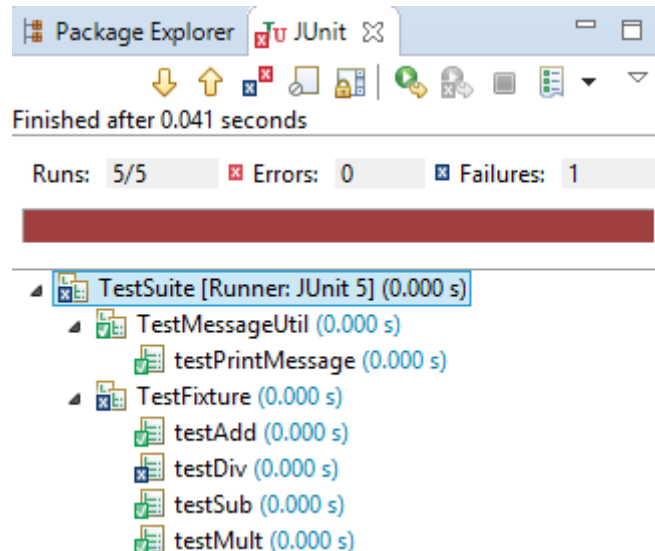 Package Explorer JUnit
Finished after 0.041 seconds
Runs: 5/5 Errors: 0 Failures: 1
TestSuite [Runner: JUnit 5] (0.000 s)
TestMessageUtil (0.000 s)
testPrintMessage (0.000 s)
TestFixture (0.000 s)
testAdd (0.000 s)
testDiv (0.000 s)
testSub (0.000 s)
testMult (0.000 s)